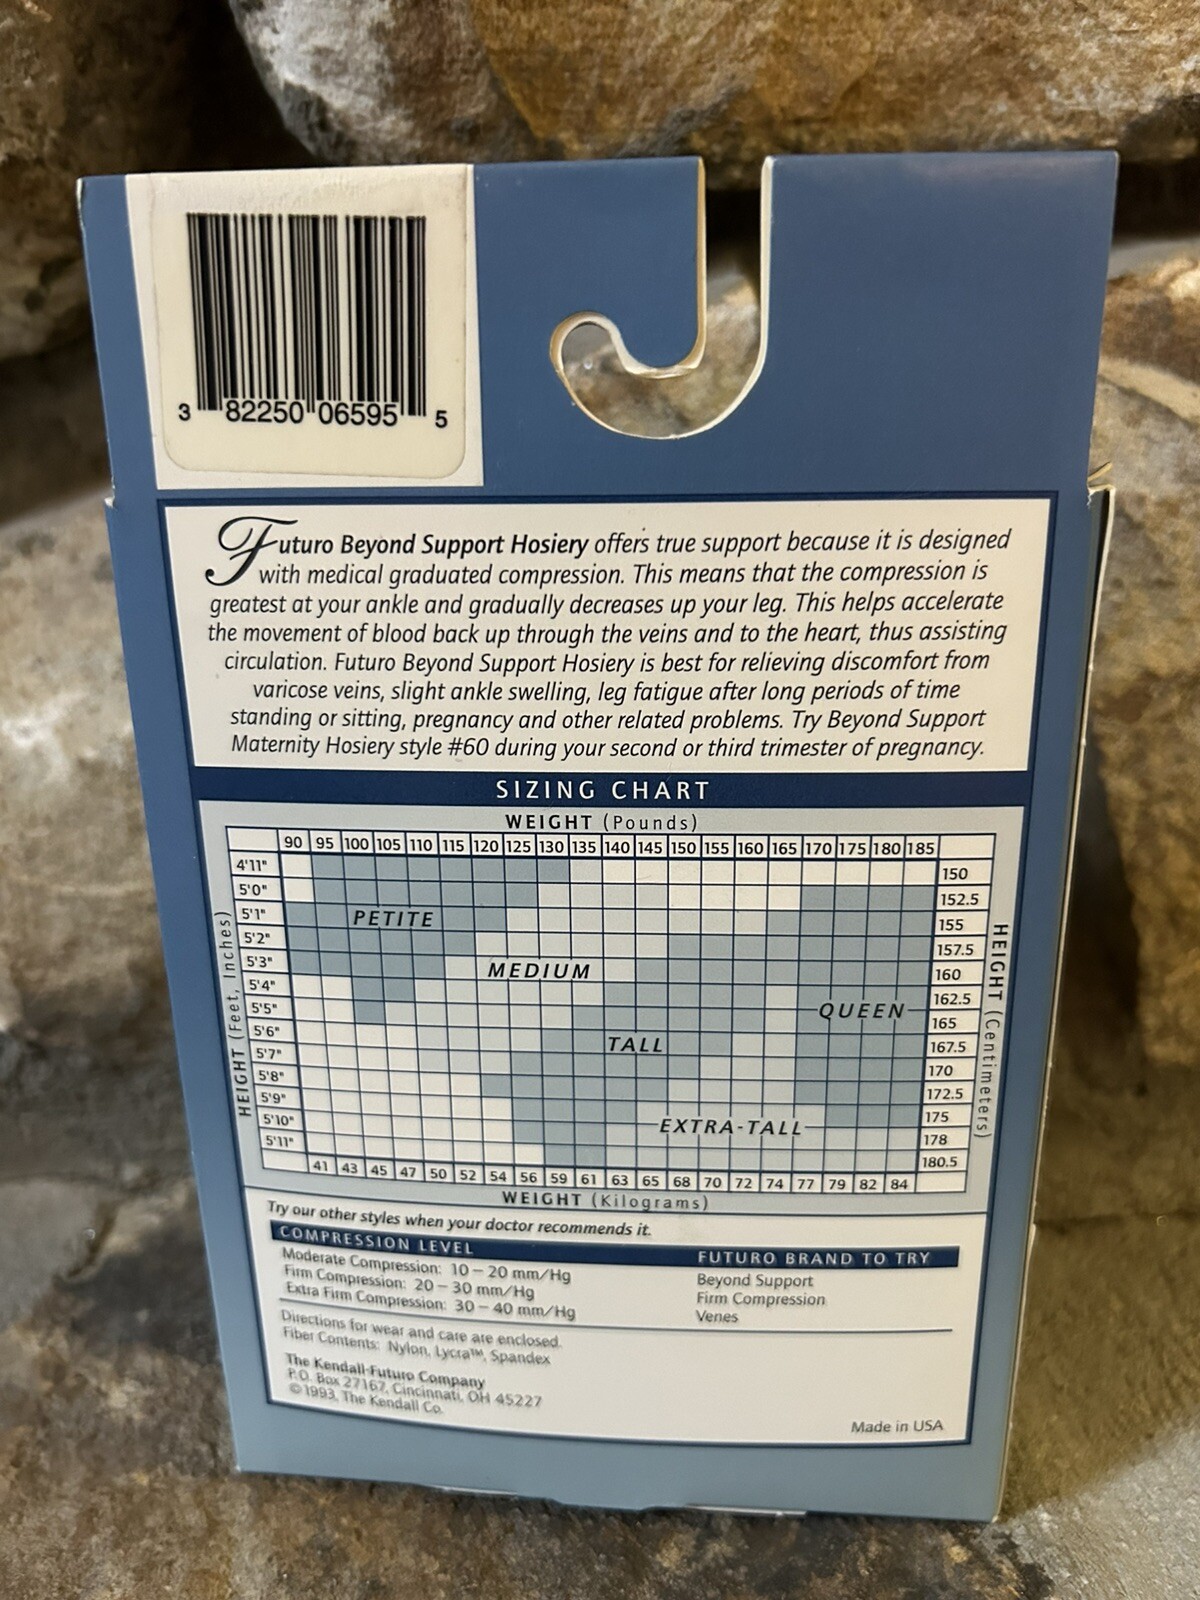 3 82250 06595 5
Futuro Beyond Support Hosiery offers true support because it is designed
with medical graduated compression. This means that the compression is
greatest at your ankle and gradually decreases up your leg. This helps accelerate
the movement of blood back up through the veins and to the heart, thus assisting
circulation. Futuro Beyond Support Hosiery is best for relieving discomfort from
varicose veins, slight ankle swelling, leg fatigue after long periods of time
standing or sitting, pregnancy and other related problems. Try Beyond Support
Maternity Hosiery style #60 during your second or third trimester of pregnancy.
SIZING CHART
WEIGHT (Pounds)
90 95 100 105 110 115 120 125 130 135 140 145 150 155 160 165 170 175 180 185
HEIGHT (Feet, Inches)
4'11"
5'0"
5'1"
5'2"
5'3"
5'4"
5'5"
5'6"
5'7"
5'8"
5'9"
5'10"
5'11"
PETITE
MEDIUM
QUEEN
TALL
EXTRA-TALL
150
152.5
155
157.5
160
162.5
165
167.5
170
172.5
175
178
180.5
HEIGHT (Centimeters)
41 43 45 47 50 52 54 56 59 61 63 65 68 70 72 74 77 79 82 84
WEIGHT (Kilograms)
Try our other styles when your doctor recommends it.
COMPRESSION LEVEL FUTURO BRAND TO TRY
Moderate Compression: 10 – 20 mm/Hg Beyond Support
Firm Compression: 20 – 30 mm/Hg Firm Compression
Extra Firm Compression: 30 – 40 mm/Hg Venes
Directions for wear and care are enclosed.
Fiber Contents: Nylon, Lycra™, Spandex
The Kendall-Futuro Company
P.O. Box 27167, Cincinnati, OH 45227
©1993, The Kendall Co.
Made in USA